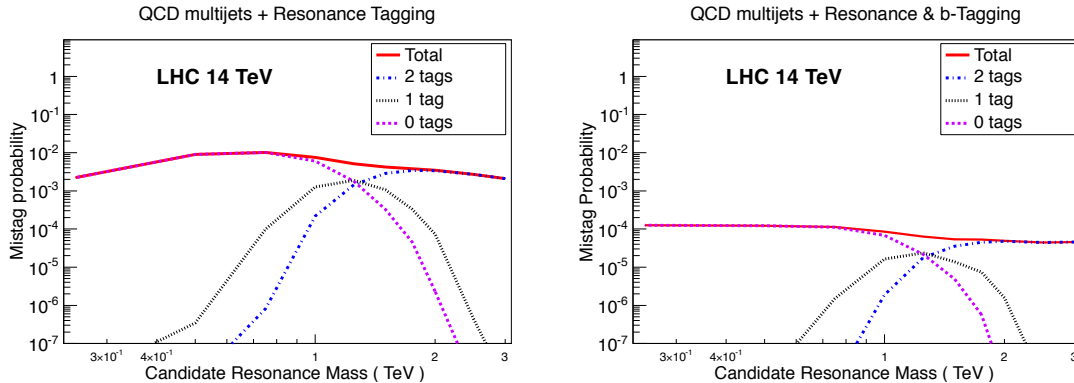 QCD multijets + Resonance Tagging
Mistag probability
1
10⁻¹
10⁻²
10⁻³
10⁻⁴
10⁻⁵
10⁻⁶
10⁻⁷
LHC 14 TeV
Total
2 tags
1 tag
0 tags
3×10⁻¹ 4×10⁻¹ 1 2 3
Candidate Resonance Mass ( TeV )
QCD multijets + Resonance & b-Tagging
Mistag Probability
1
10⁻¹
10⁻²
10⁻³
10⁻⁴
10⁻⁵
10⁻⁶
10⁻⁷
LHC 14 TeV
Total
2 tags
1 tag
0 tags
3×10⁻¹ 4×10⁻¹ 1 2 3
Candidate Resonance Mass ( TeV )